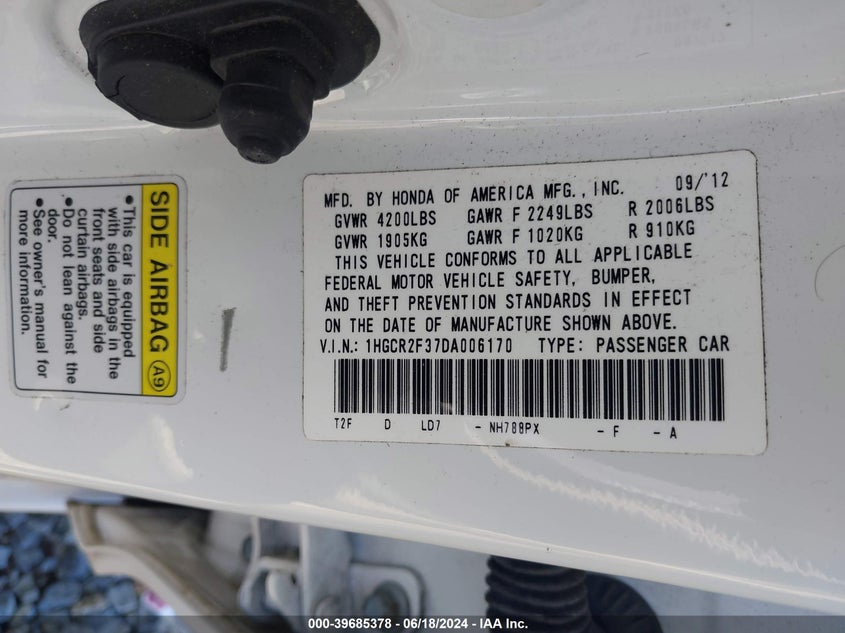 MFD. BY HONDA OF AMERICA MFG., INC. 09/'12
GVWR 4200LBS GAWR F 2249LBS R 2006LBS
GVWR 1905KG GAWR F 1020KG R 910KG
THIS VEHICLE CONFORMS TO ALL APPLICABLE
FEDERAL MOTOR VEHICLE SAFETY, BUMPER,
AND THEFT PREVENTION STANDARDS IN EFFECT
ON THE DATE OF MANUFACTURE SHOWN ABOVE.
V.I.N.: 1HGCR2F37DA006170 TYPE: PASSENGER CAR
T2F D LD7 - NH788PX - F - A
SIDE AIRBAG A9
•This car is equipped
with side airbags in the
front seats and side
curtain airbags.
•Do not lean against the
door.
•See owner's manual for
more information.
000-39685378 - 06/18/2024 - IAA Inc.